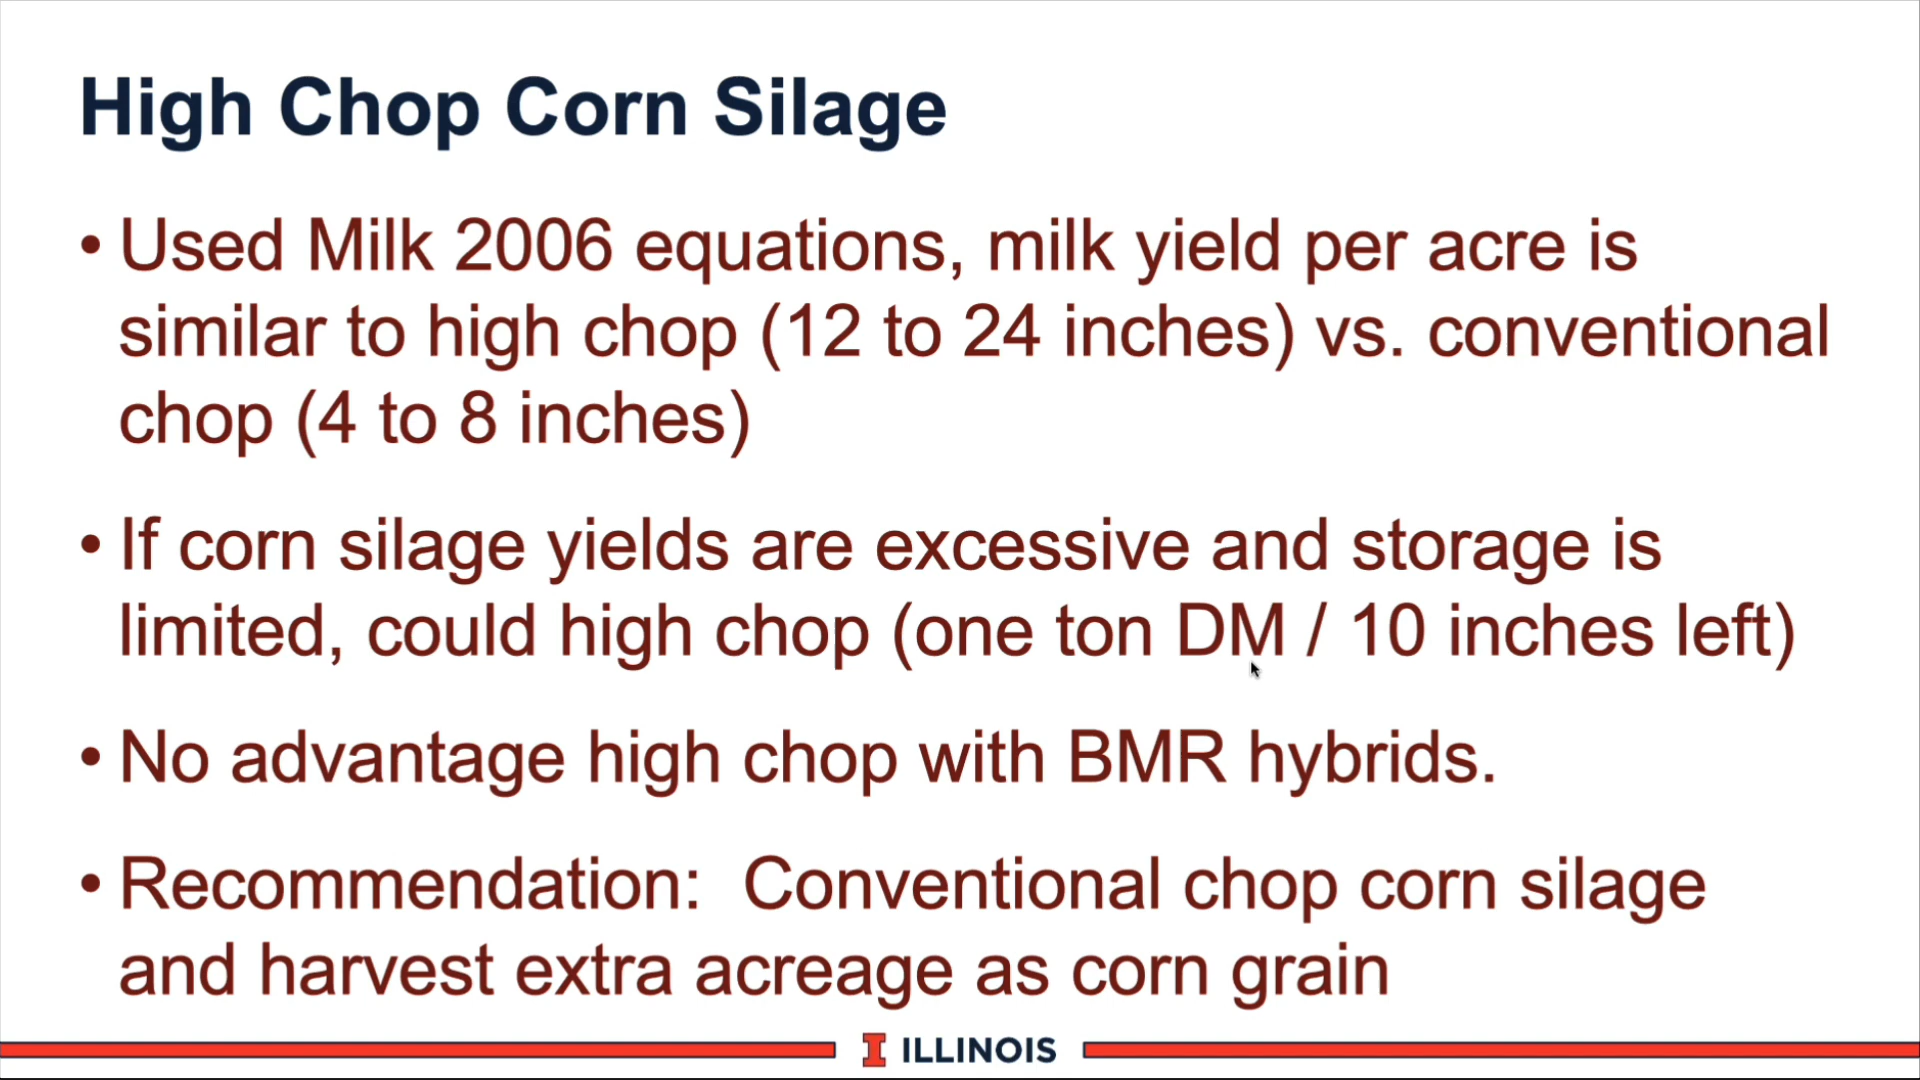 High Chop Corn Silage
• Used Milk 2006 equations, milk yield per acre is
similar to high chop (12 to 24 inches) vs. conventional
chop (4 to 8 inches)
• If corn silage yields are excessive and storage is
limited, could high chop (one ton DM / 10 inches left)
• No advantage high chop with BMR hybrids.
• Recommendation:  Conventional chop corn silage
and harvest extra acreage as corn grain
I ILLINOIS